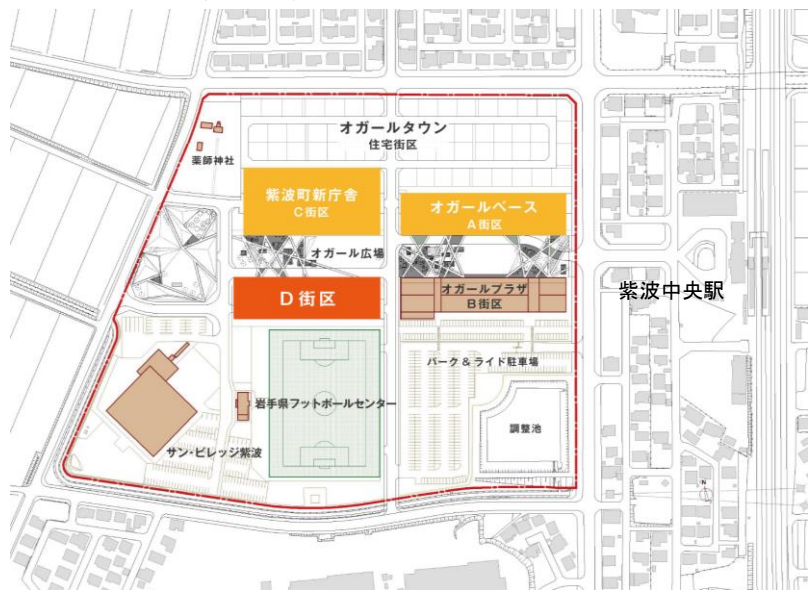 オガールタウン
住宅街区
薬師神社
紫波町新庁舎
C街区
オガールベース
A街区
オガール広場
オガールプラザ
B街区
紫波中央駅
D街区
パーク&ライド駐車場
岩手県フットボールセンター
調整池
サン・ビレッジ紫波
N